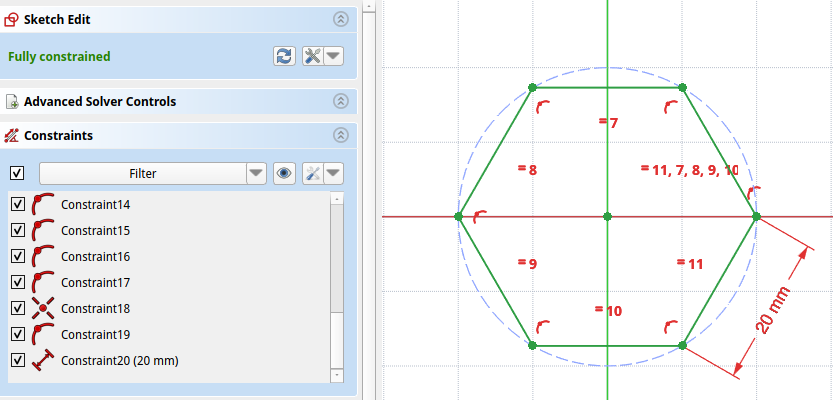 Sketch Edit
Fully constrained
Advanced Solver Controls
Constraints
Filter
Constraint14
Constraint15
Constraint16
Constraint17
Constraint18
Constraint19
Constraint20 (20 mm)
=7
=8
=11, 7, 8, 9, 10
=9
=11
=10
20 mm